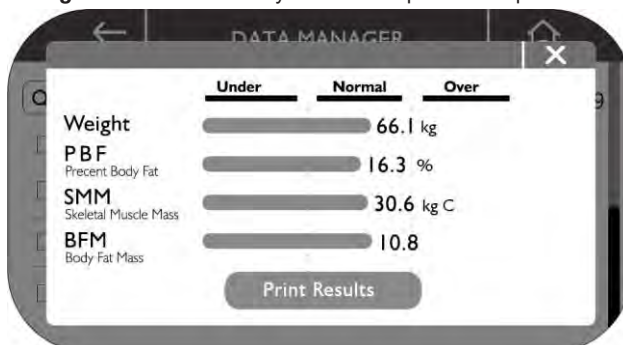 DATA MANAGER
X
Under Normal Over
Weight 66.1 kg
PBF 16.3 %
Precent Body Fat
SMM 30.6 kg C
Skeletal Muscle Mass
BFM 10.8
Body Fat Mass
Print Results